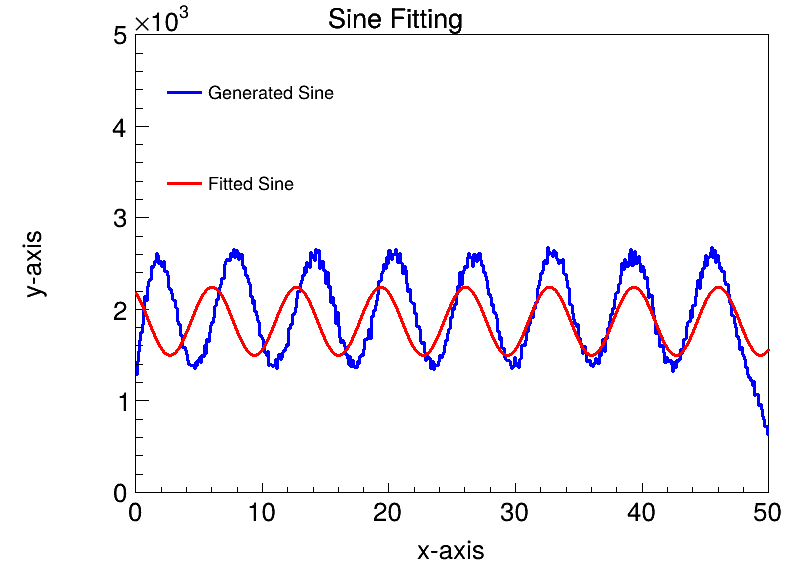 Sine Fitting
×10³
5
4
3
2
1
0
Generated Sine
Fitted Sine
y-axis
0 10 20 30 40 50
x-axis